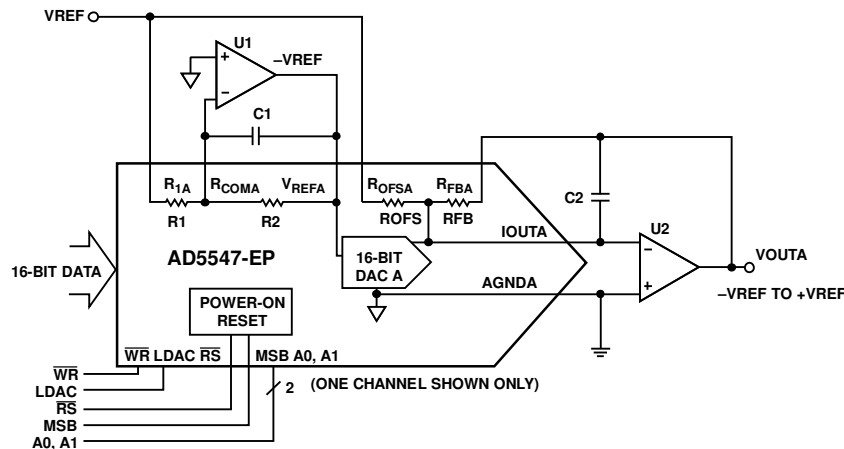 VREF
U1
+
–VREF
–
C1
R1A RCOMA VREFA ROFSA RFBA
R1 R2 ROFS RFB
C2
U2
IOUTA
–
VOUTA
16-BIT DATA
AD5547-EP
16-BIT
DAC A
AGNDA
+
–VREF TO +VREF
POWER-ON
RESET
WR LDAC RS MSB A0, A1
2 (ONE CHANNEL SHOWN ONLY)
WR
LDAC
RS
MSB
A0, A1